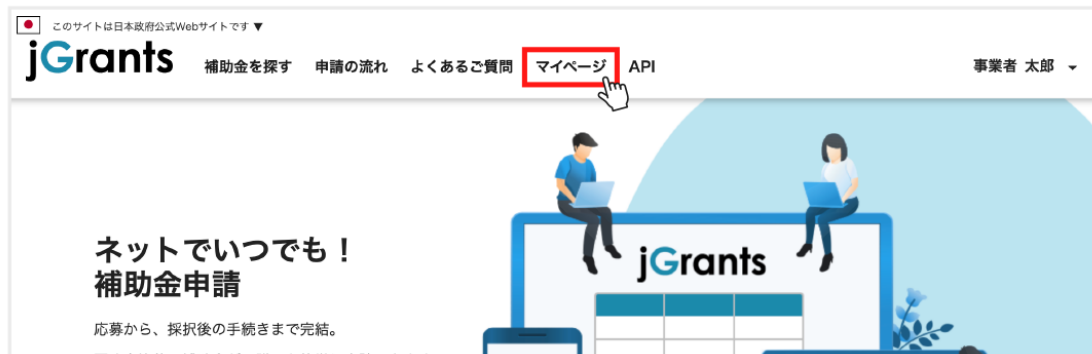 このサイトは日本政府公式Webサイトです ▼
jGrants 補助金を探す 申請の流れ よくあるご質問 マイページ API 事業者 太郎
ネットでいつでも！
補助金申請
応募から、採択後の手続きまで完結。
jGrants